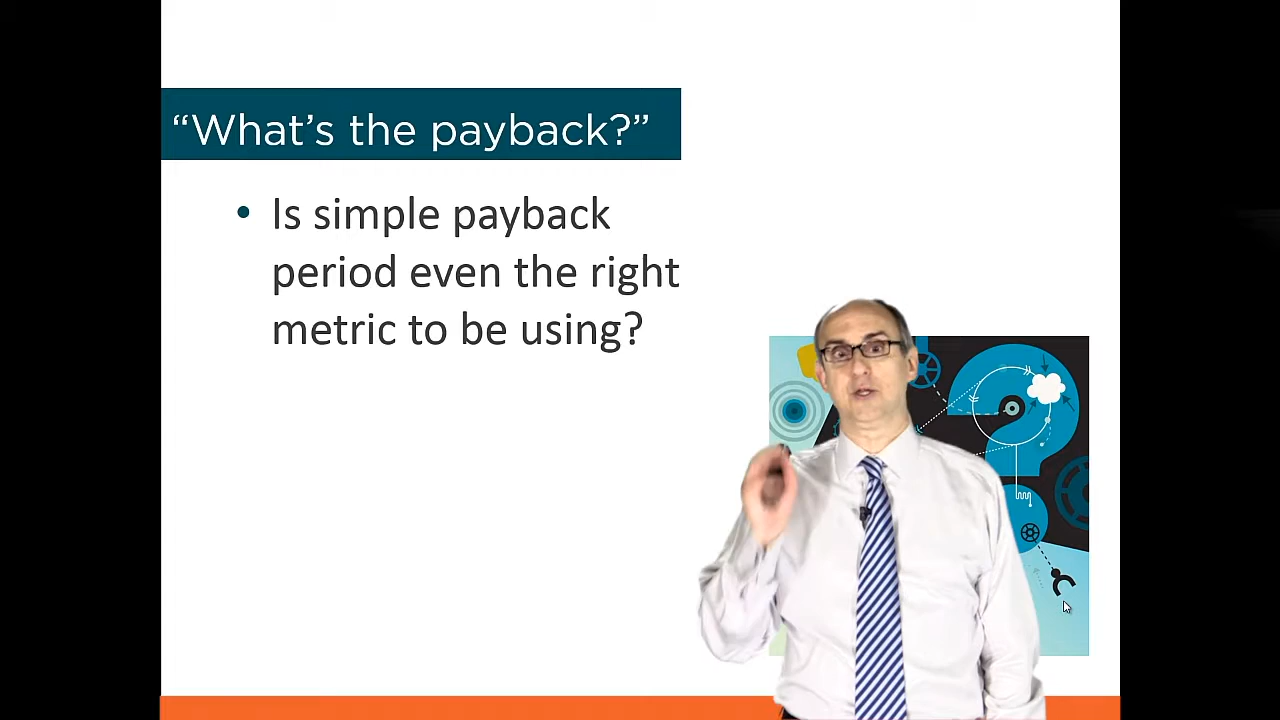 “What’s the payback?”
• Is simple payback
period even the right
metric to be using?